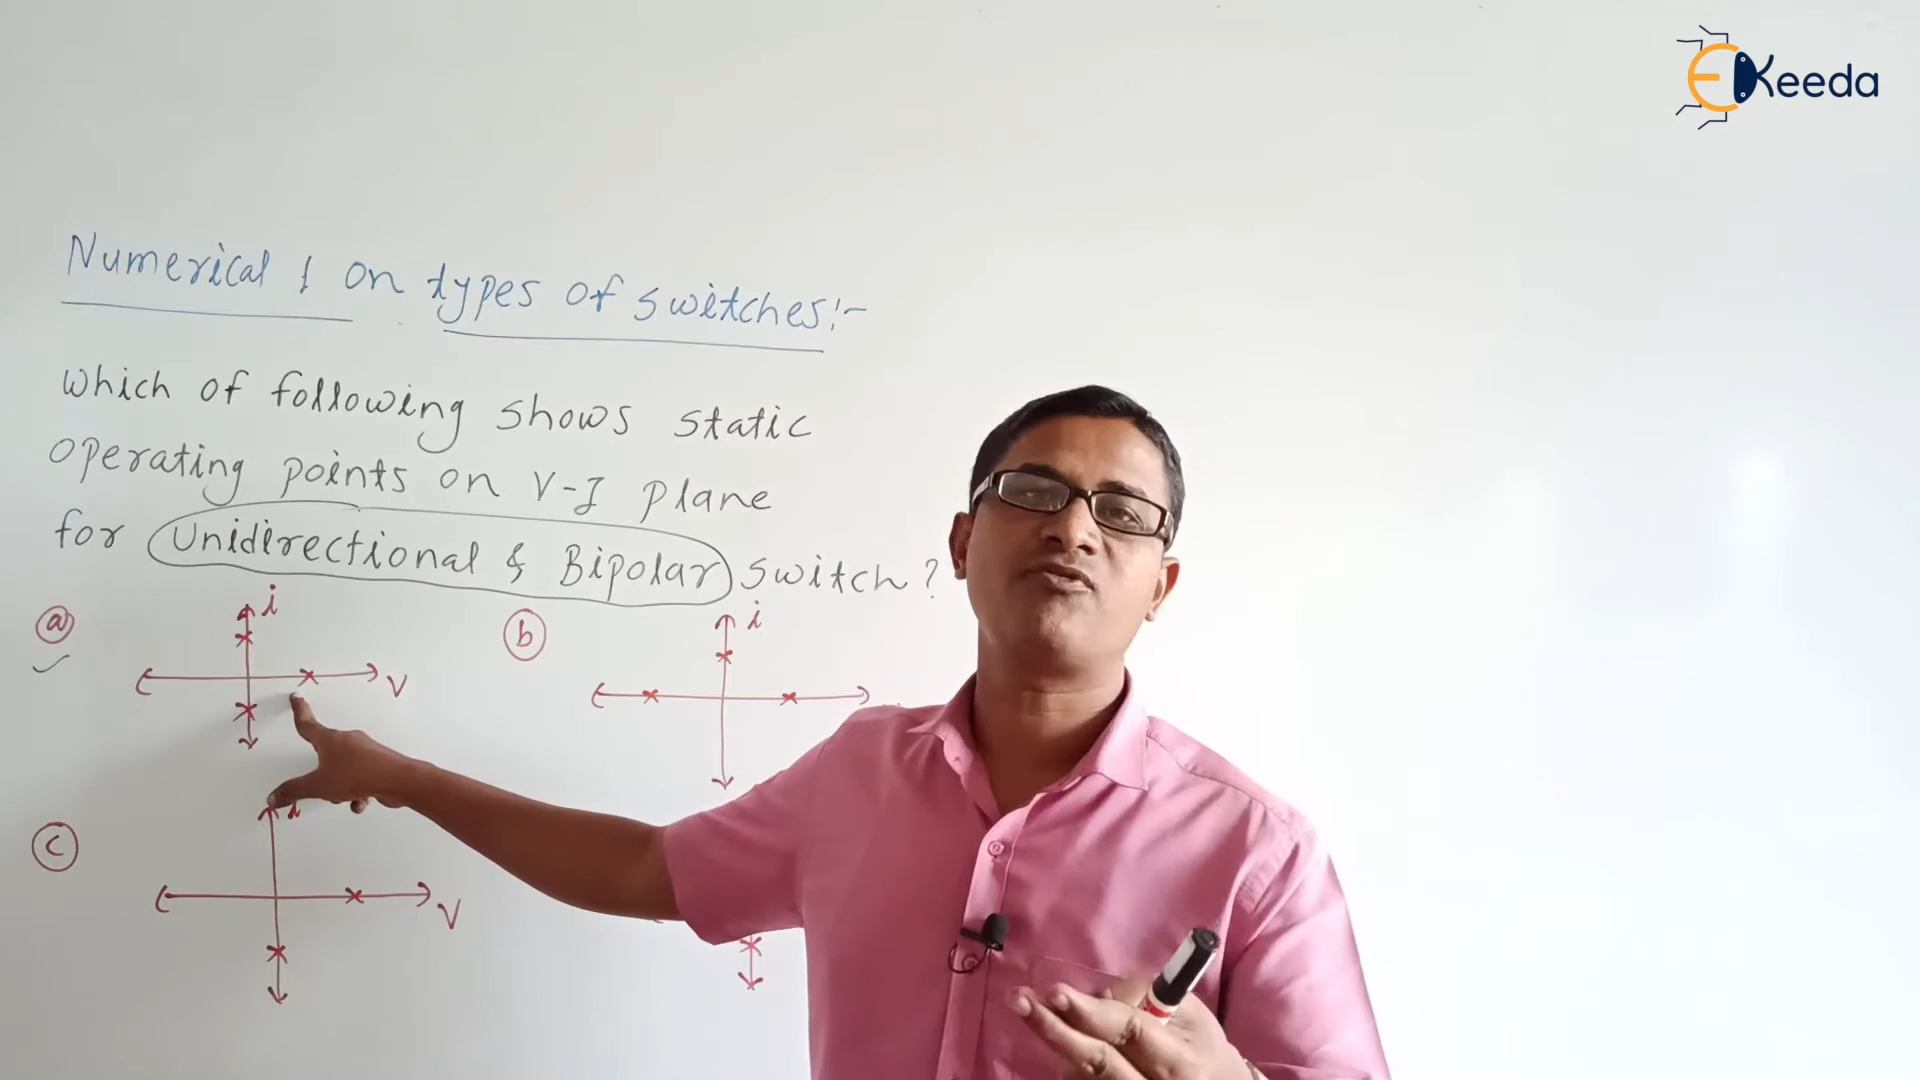 EKeeda
Numerical 1 on types of switches:-
Which of following shows static
operating points on V-I plane
for Unidirectional & Bipolar switch?
a i
V
b i
c i
V